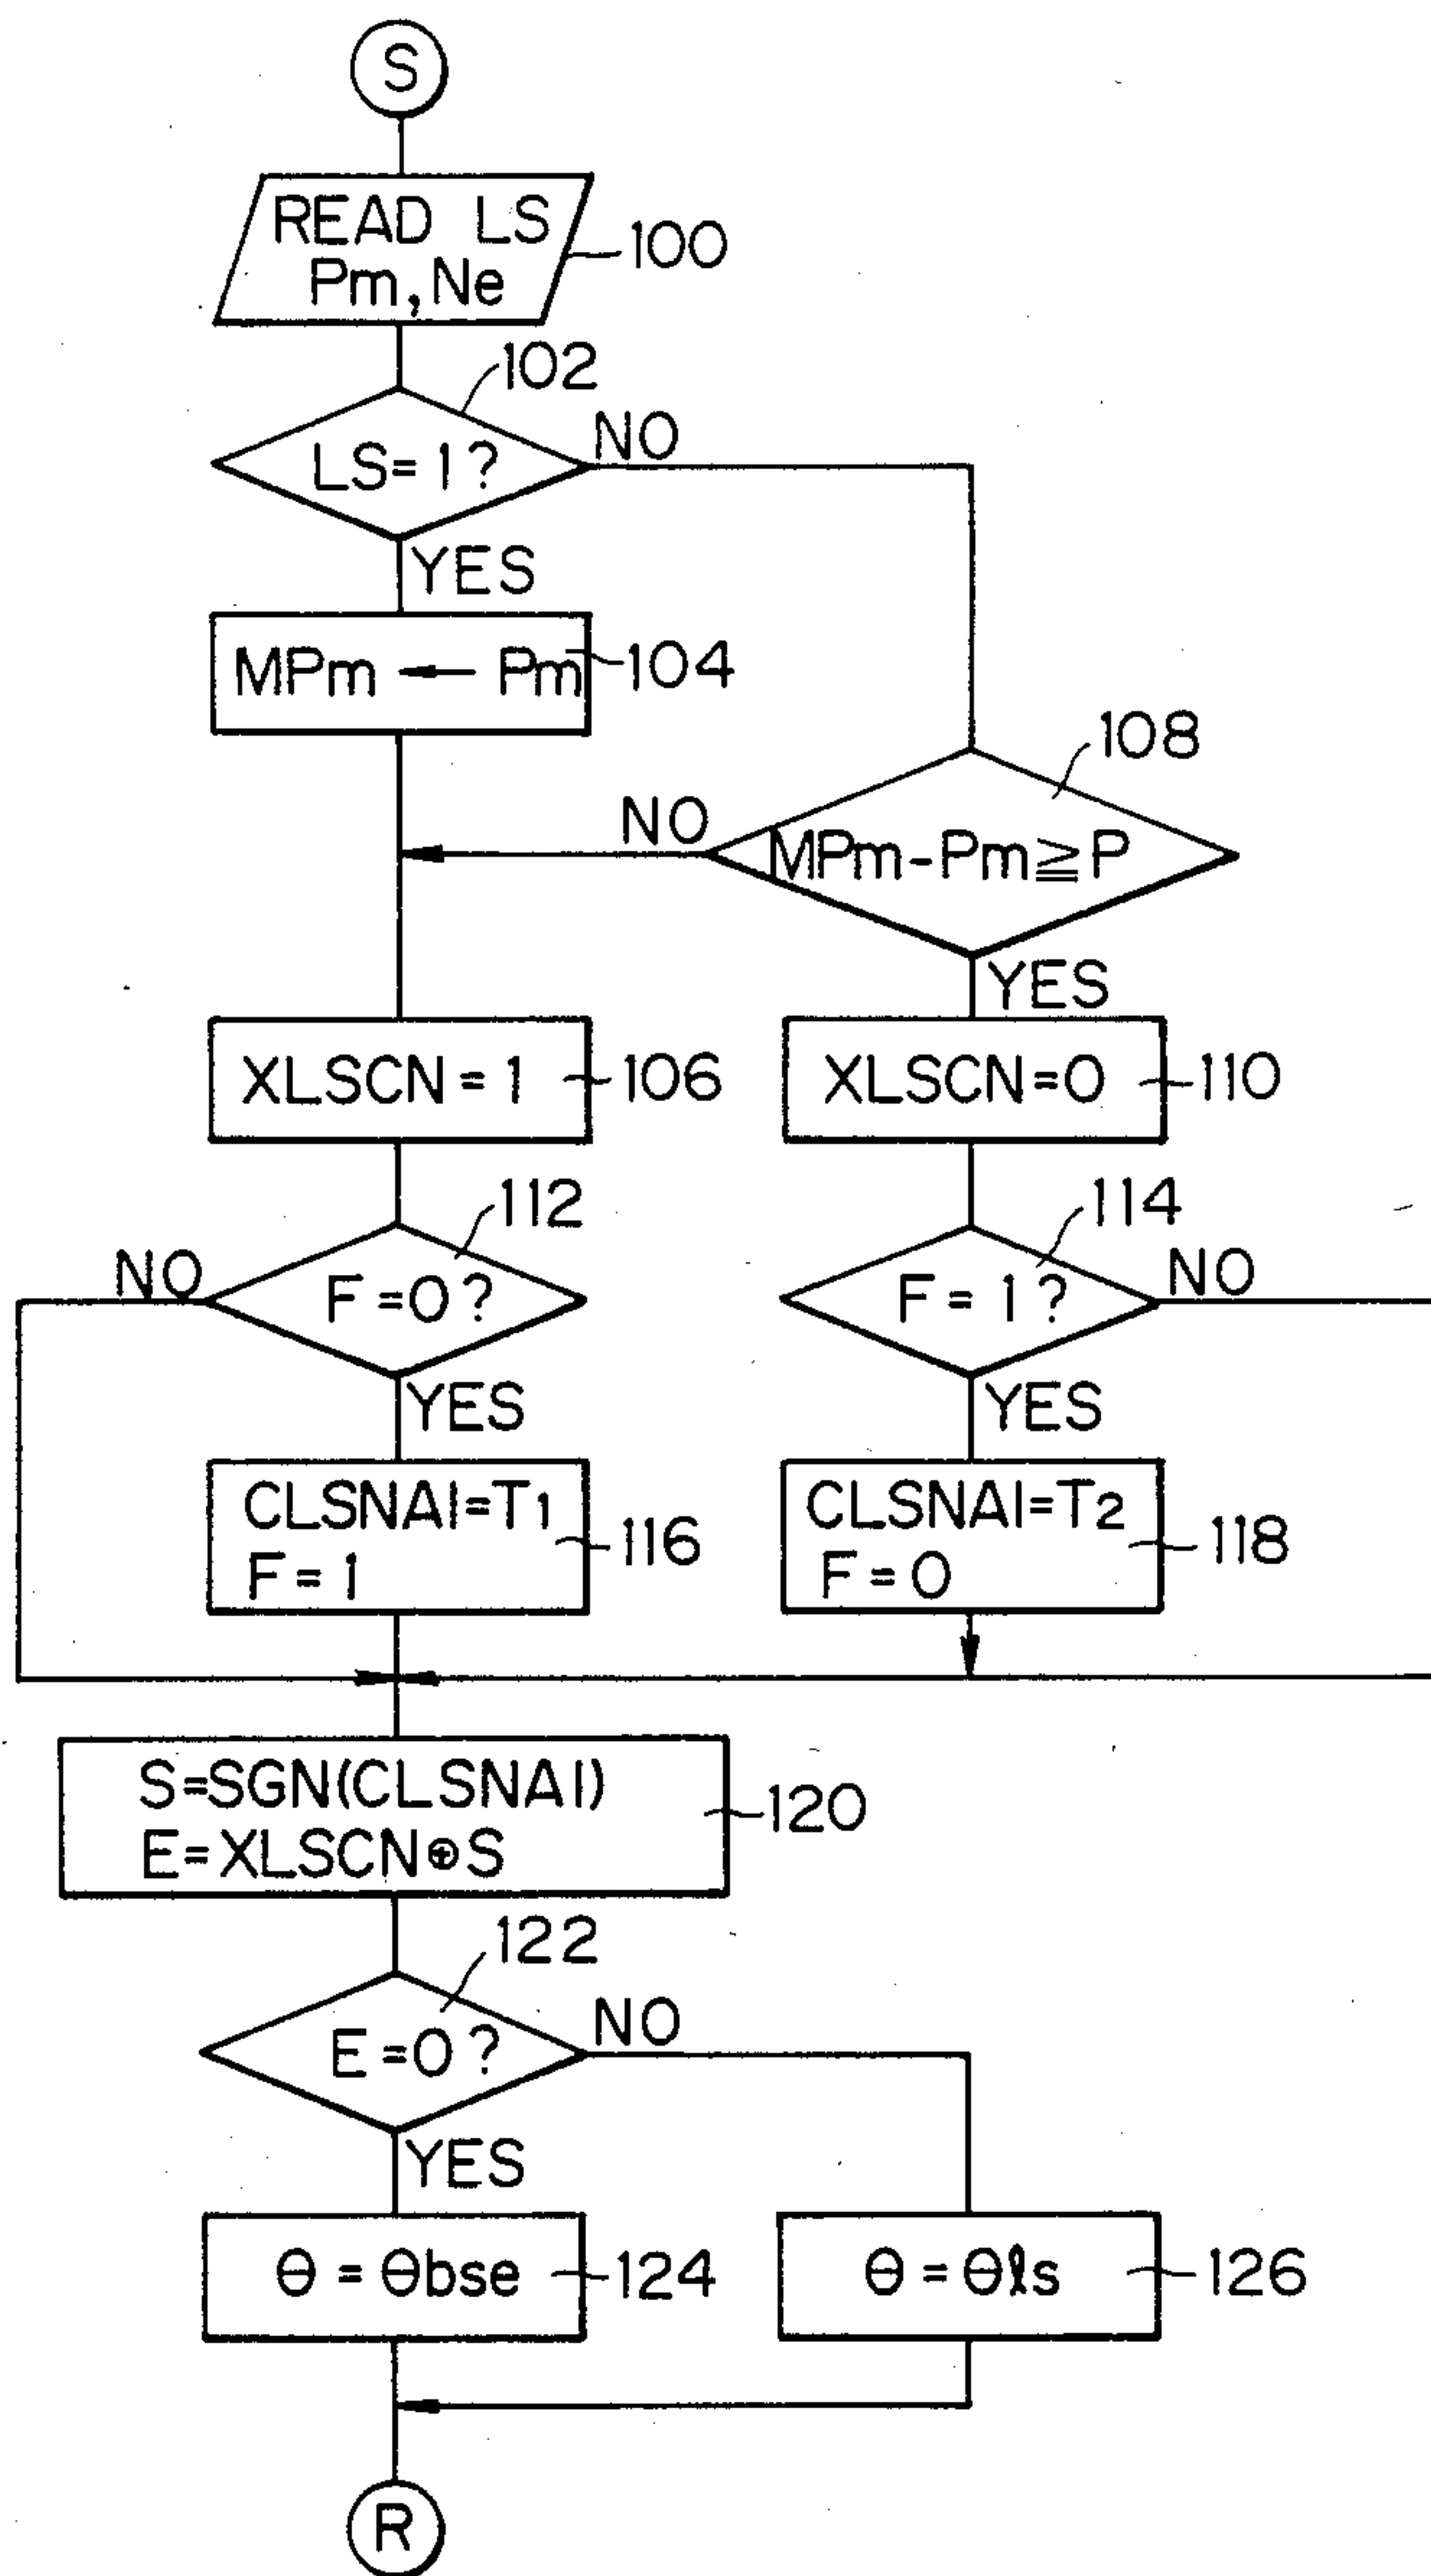 S
READ LS
Pm, Ne
100
102
LS=1?
NO
YES
MPm ← Pm
104
108
NO
MPm-Pm≧P
YES
XLSCN=1
106
XLSCN=0
110
112
114
NO
F=0?
F=1?
NO
YES
YES
CLSNAI=T1
F=1
116
CLSNAI=T2
F=0
118
S=SGN(CLSNAI)
E=XLSCN⊕S
120
122
E=0?
NO
YES
θ=θbse
124
θ=θls
126
R